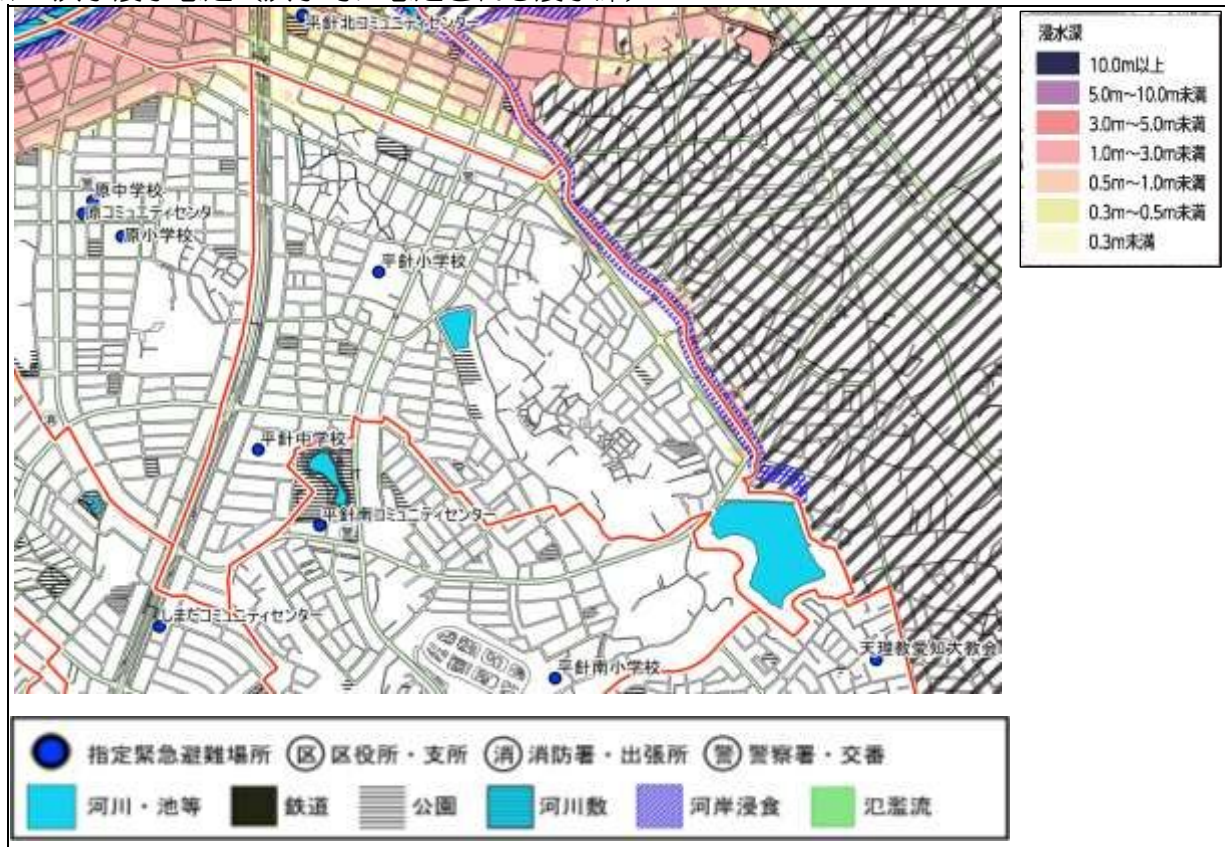 平針北コミュニティセンター
原中学校
原コミュニティセンター
原小学校
平針小学校
平針中学校
平針南コミュニティセンター
しまだコミュニティセンター
平針南小学校
天理教愛知大教会
浸水深
10.0m以上
5.0m～10.0m未満
3.0m～5.0m未満
1.0m～3.0m未満
0.5m～1.0m未満
0.3m～0.5m未満
0.3m未満
指定緊急避難場所 区 区役所・支所 消 消防署・出張所 警 警察署・交番
河川・池等 鉄道 公園 河川敷 河岸浸食 氾濫流